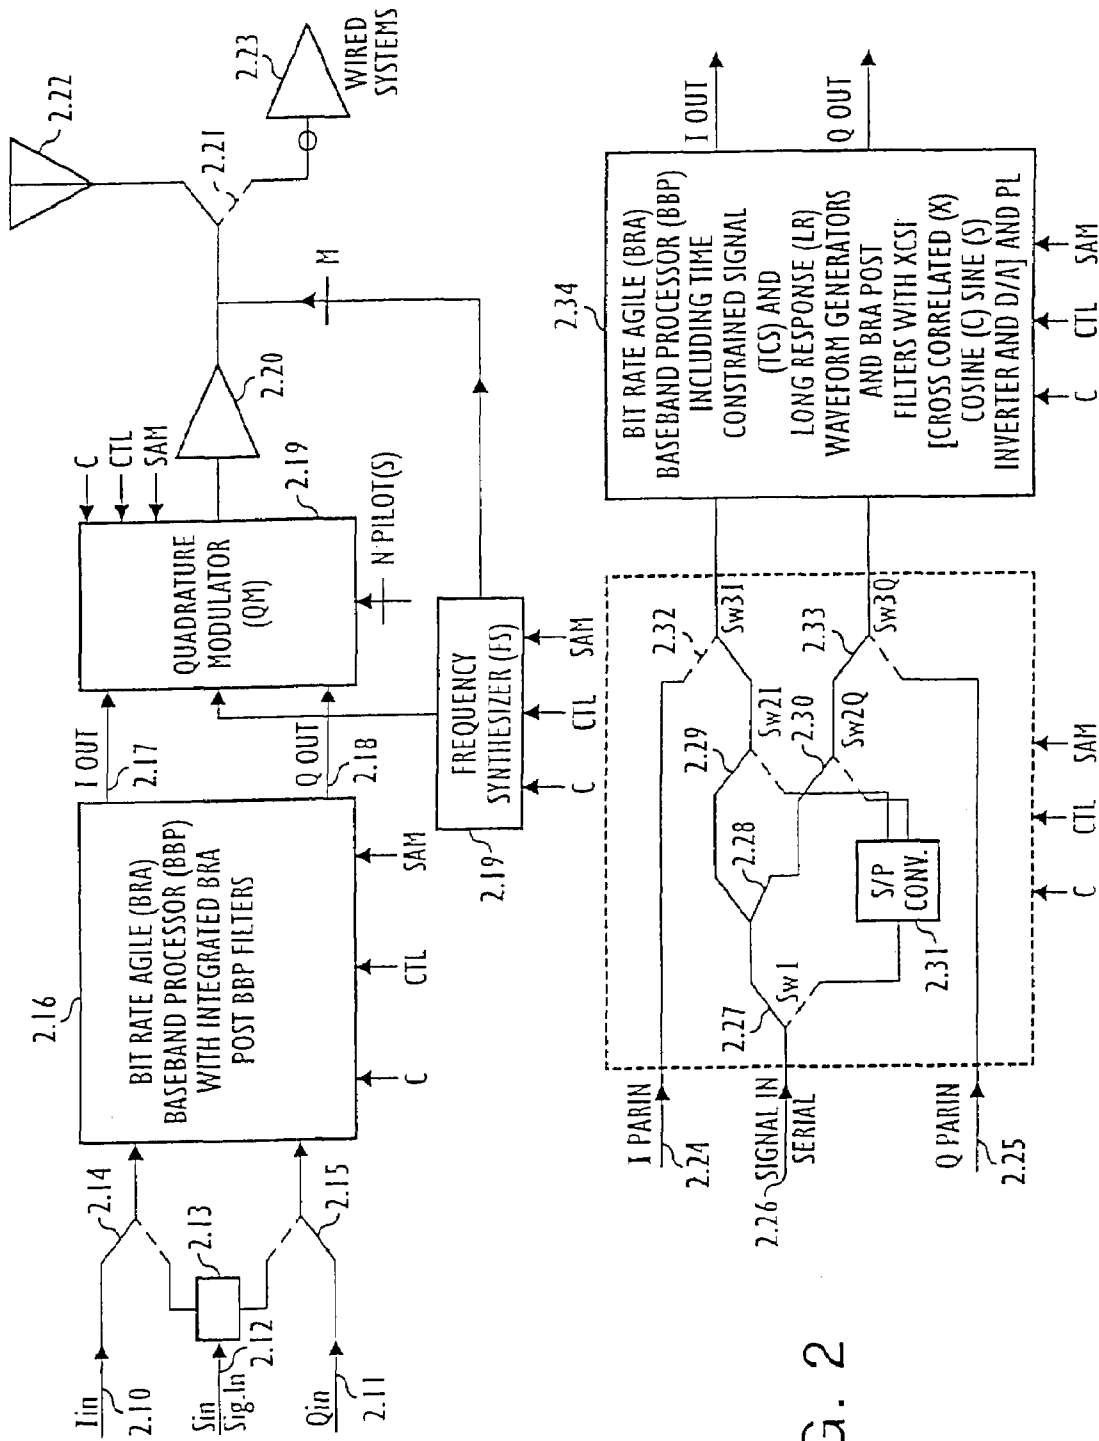 Iin
2.10
Sin
Sig.In
2.12
Qin
2.11
2.13
2.14
2.15
2.16
BIT RATE AGILE (BRA)
BASEBAND PROCESSOR (BBP)
WITH INTEGRATED BRA
POST BBP FILTERS
C
CTL
SAM
I OUT
2.17
Q OUT
2.18
QUADRATURE
MODULATOR
(QM)
C
CTL
SAM
2.19
N PILOT(S)
FREQUENCY
SYNTHESIZER (FS)
2.19
C
CTL
SAM
2.20
M
2.21
2.22
2.23
WIRED
SYSTEMS
I PARIN
2.24
2.26
SIGNAL IN
SERIAL
Q PARIN
2.25
2.27
Sw1
2.28
2.29
Sw2I
2.30
Sw2Q
S/P
CONV.
2.31
2.32
Sw3I
2.33
Sw3Q
C
CTL
SAM
2.34
BIT RATE AGILE (BRA)
BASEBAND PROCESSOR (BBP)
INCLUDING TIME
CONSTRAINED SIGNAL
(TCS) AND
LONG RESPONSE (LR)
WAVEFORM GENERATORS
AND BRA POST
FILTERS WITH XCSI
[CROSS CORRELATED (X)
COSINE (C) SINE (S)
INVERTER AND D/A] AND PL
C
CTL
SAM
I OUT
Q OUT
G. 2